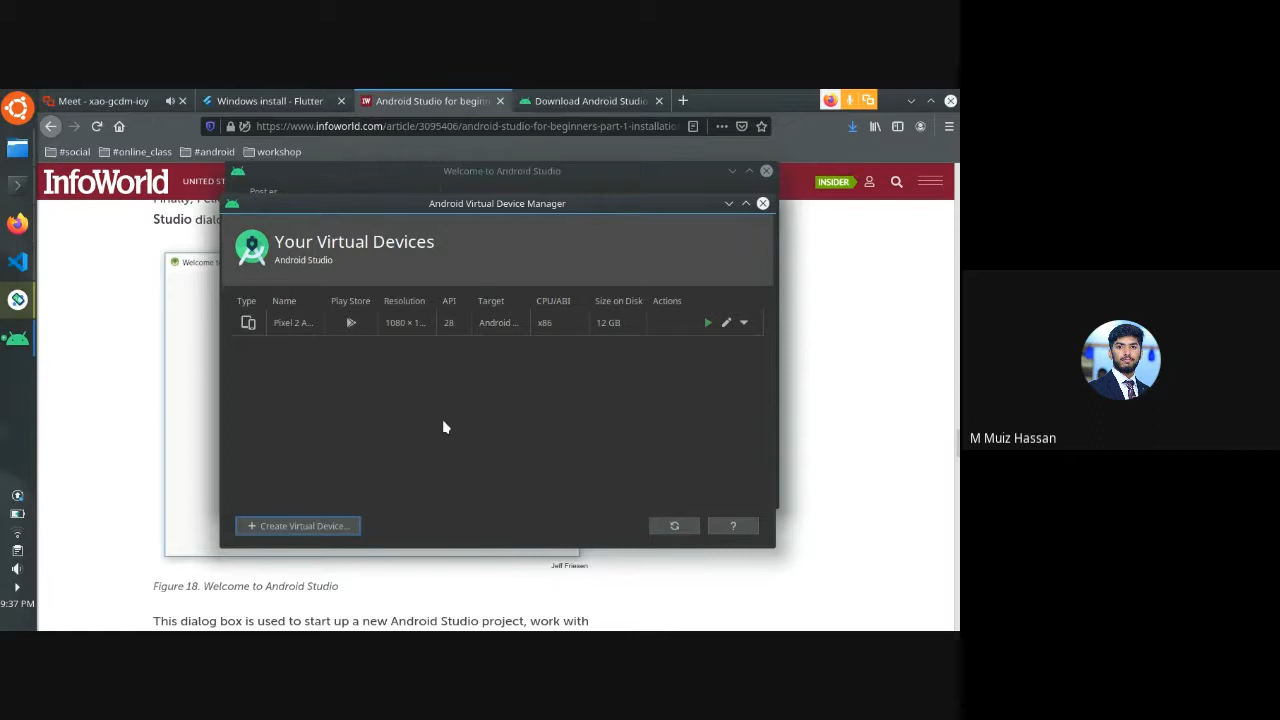 Meet - xao-gcdm-ioy
Windows install - Flutter
Android Studio for beginn
Download Android Studio
https://www.infoworld.com/article/3095406/android-studio-for-beginners-part-1-installatio
#social
#online_class
#android
workshop
InfoWorld
UNITED ST
INSIDER
Welcome to Android Studio
Android Virtual Device Manager
Studio dialo
Your Virtual Devices
Android Studio
Welcome to
Type Name Play Store Resolution API Target CPU/ABI Size on Disk Actions
Pixel 2 A... 1080 × 1... 28 Android ... x86 12 GB
+ Create Virtual Device...
?
Jeff Friesen
Figure 18. Welcome to Android Studio
This dialog box is used to start up a new Android Studio project, work with
9:37 PM
M Muiz Hassan